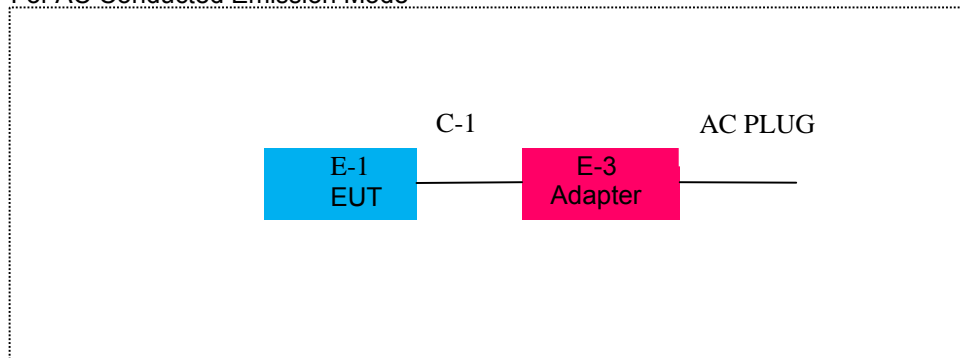 For AC Conducted Emission Mode
C-1 AC PLUG
E-1 E-3
EUT Adapter